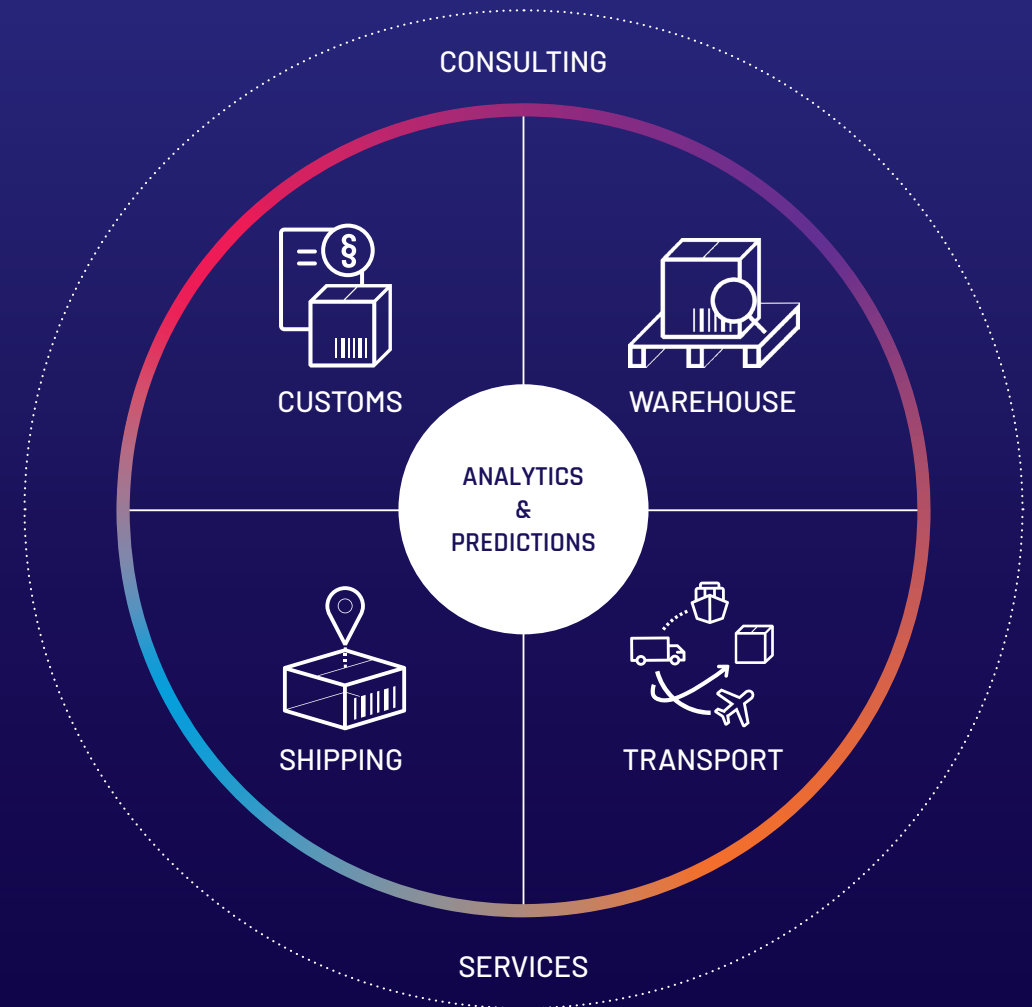 CONSULTING
§
CUSTOMS
WAREHOUSE
ANALYTICS
&
PREDICTIONS
SHIPPING
TRANSPORT
SERVICES